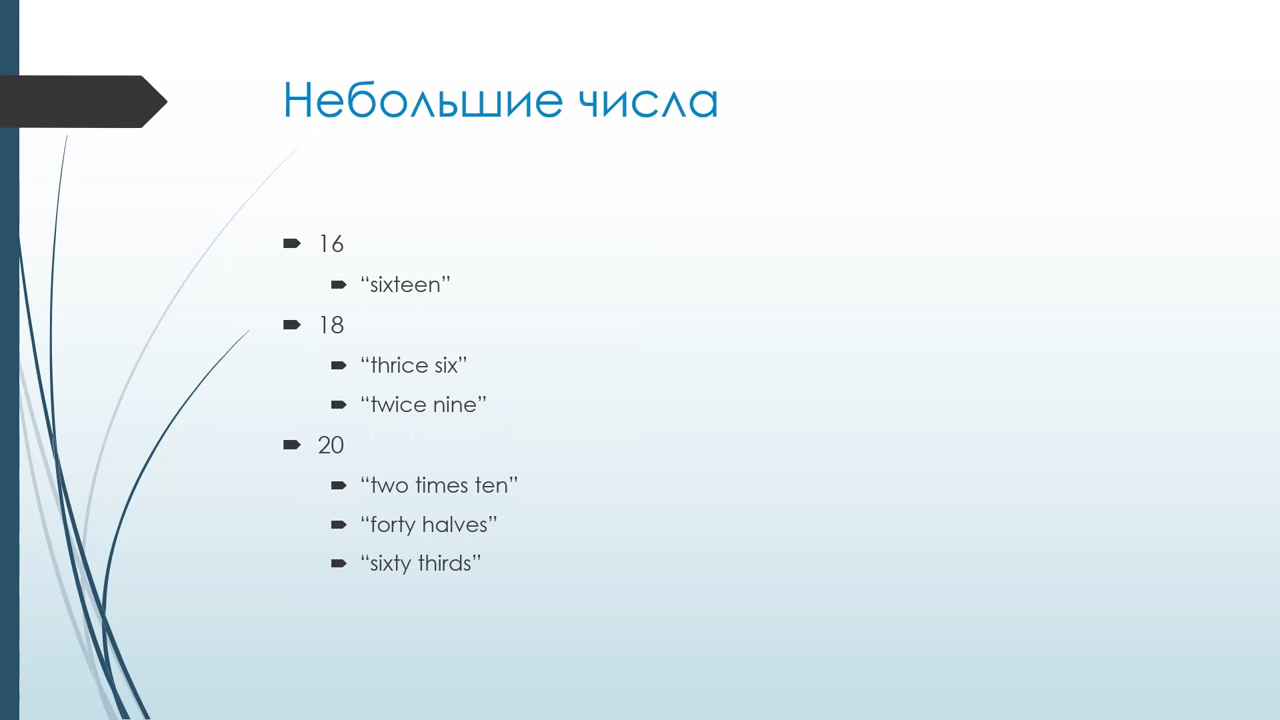 Небольшие числа
16
“sixteen”
18
“thrice six”
“twice nine”
20
“two times ten”
“forty halves”
“sixty thirds”